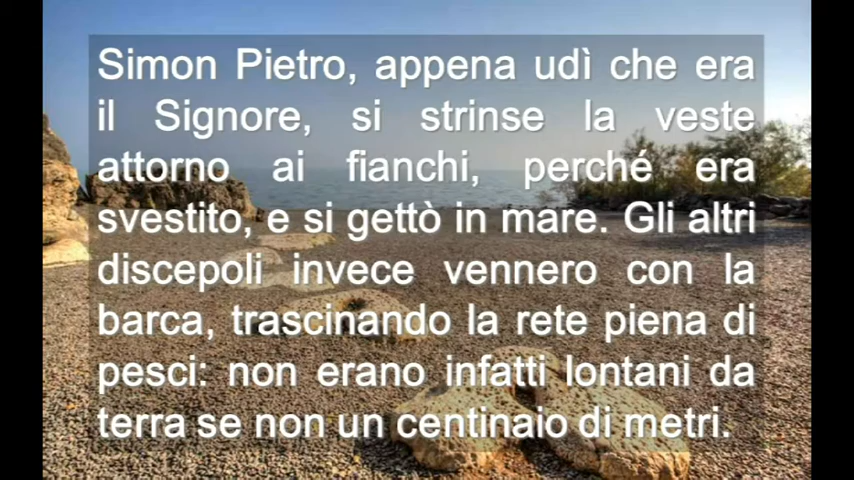 Simon Pietro, appena udì che era
il Signore, si strinse la veste
attorno ai fianchi, perché era
svestito, e si gettò in mare. Gli altri
discepoli invece vennero con la
barca, trascinando la rete piena di
pesci: non erano infatti lontani da
terra se non un centinaio di metri.